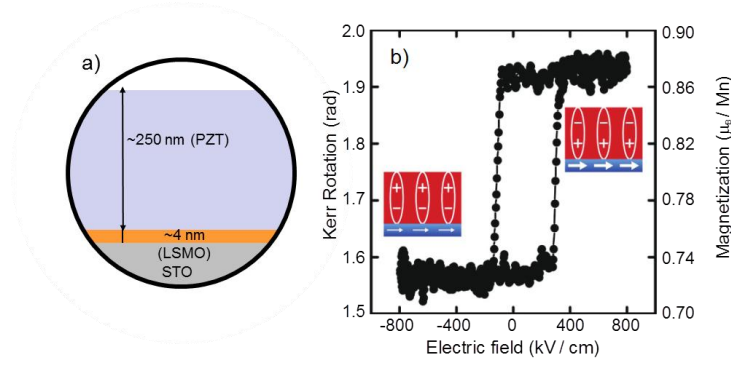 a)
~250 nm (PZT)
~4 nm
(LSMO)
STO
b)
Kerr Rotation (rad)
2.0
1.9
1.8
1.7
1.6
1.5
+ + +
− − −
− − −
+ + +
0.90
0.86
0.82
0.78
0.74
0.70
Magnetization (μB/ Mn)
-800 -400 0 400 800
Electric field (kV / cm)